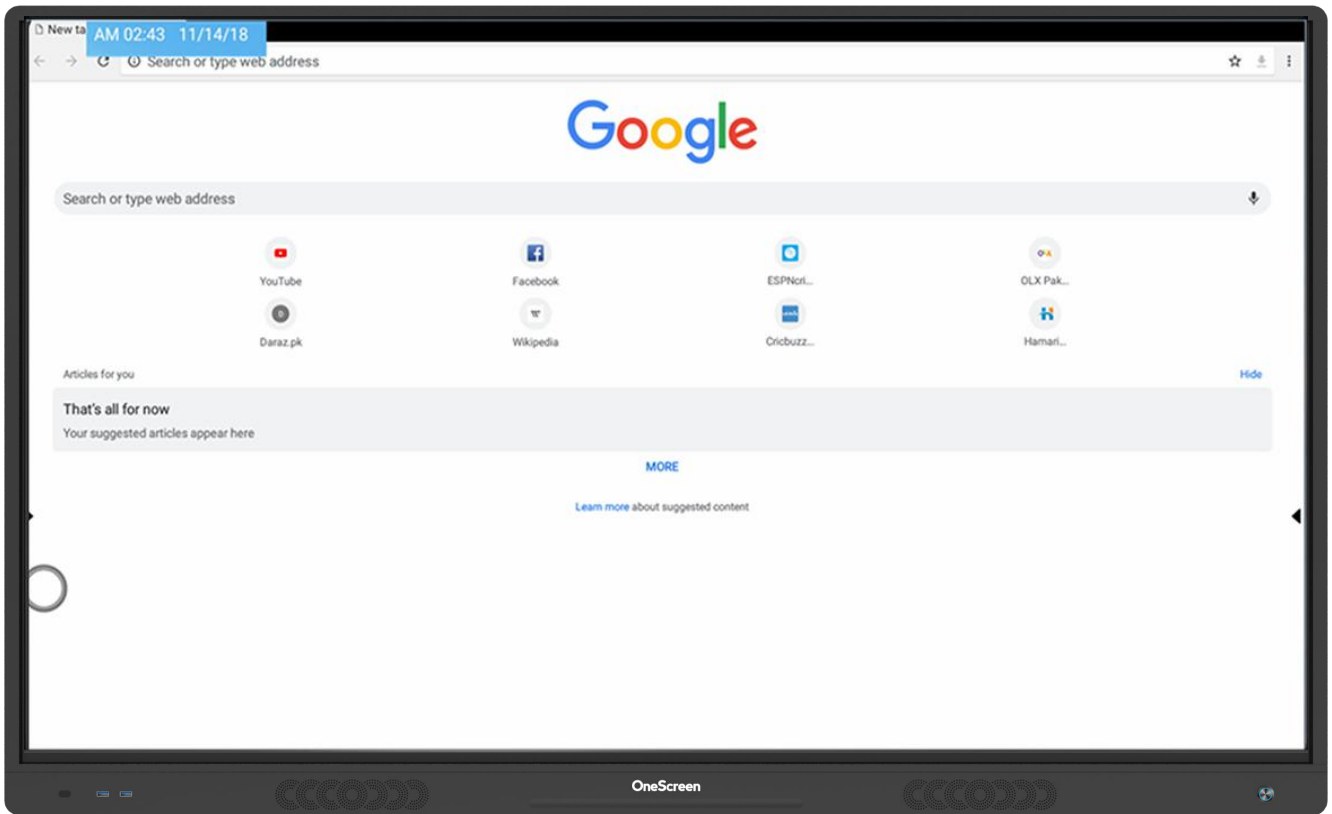 New ta
AM 02:43 11/14/18
Search or type web address
Google
Search or type web address
YouTube
Facebook
ESPNcri...
OLX Pak...
Daraz.pk
Wikipedia
Cricbuzz...
Hamari...
Articles for you
Hide
That's all for now
Your suggested articles appear here
MORE
Learn more about suggested content
OneScreen